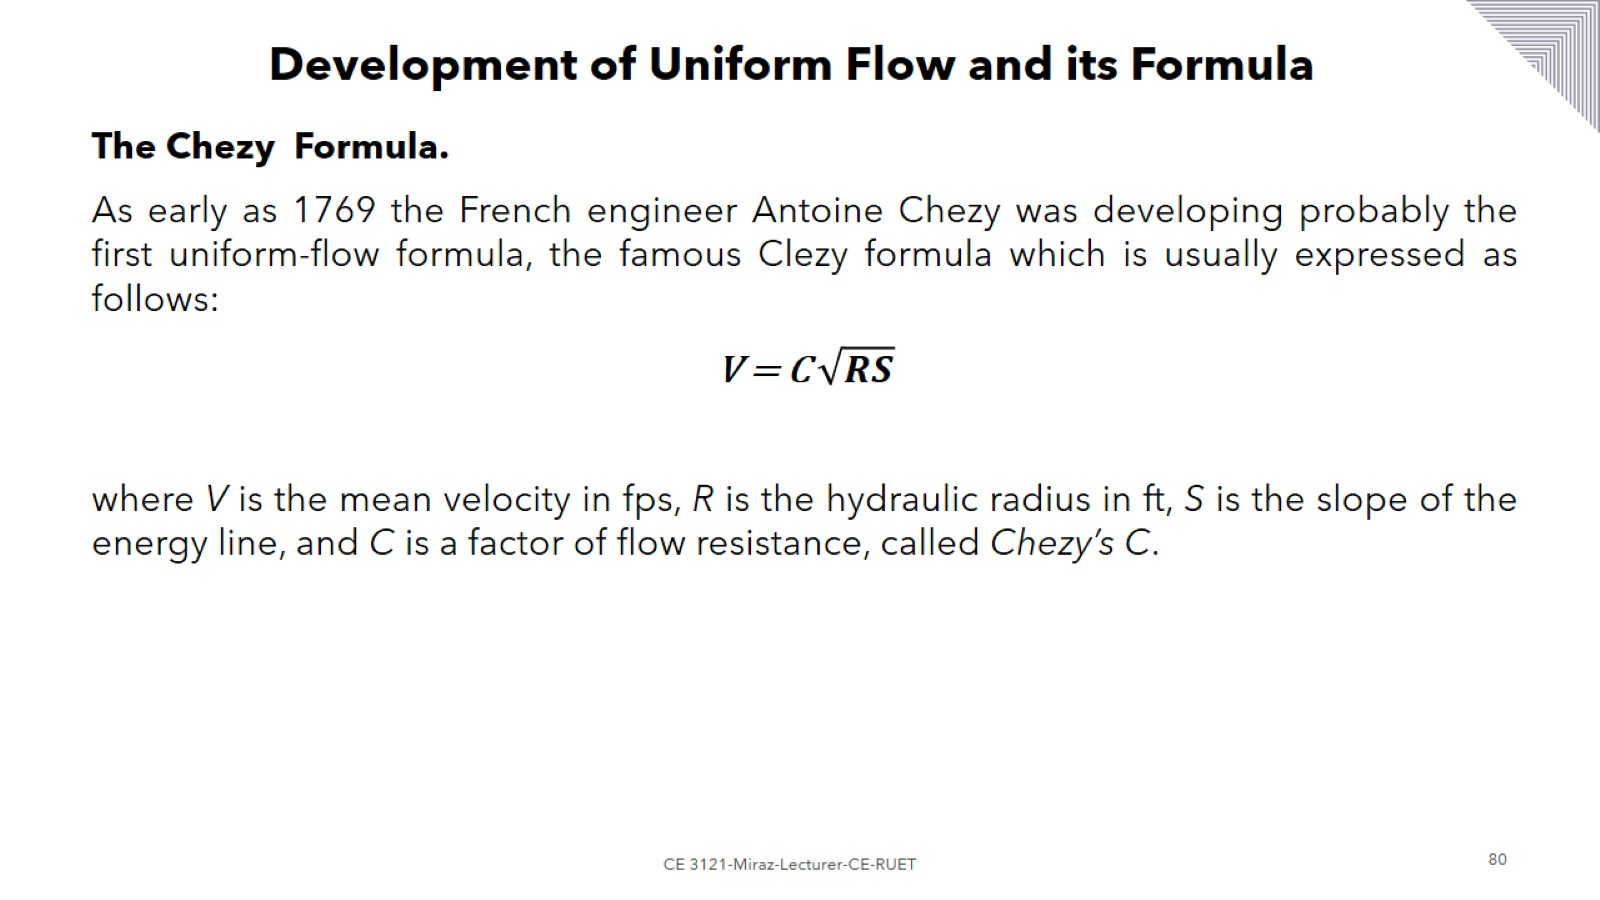 Development of Uniform Flow and its Formula
The Chezy Formula.
As early as 1769 the French engineer Antoine Chezy was developing probably the
first uniform-flow formula, the famous Clezy formula which is usually expressed as
follows:
V = C√RS
where V is the mean velocity in fps, R is the hydraulic radius in ft, S is the slope of the
energy line, and C is a factor of flow resistance, called Chezy’s C.
CE 3121-Miraz-Lecturer-CE-RUET
80